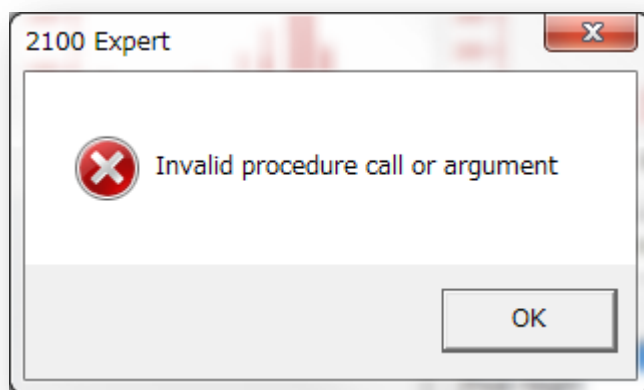 2100 Expert
Invalid procedure call or argument
OK